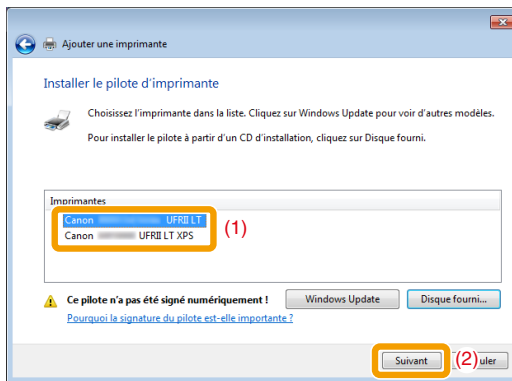 Ajouter une imprimante
Installer le pilote d'imprimante
Choisissez l'imprimante dans la liste. Cliquez sur Windows Update pour voir d'autres modèles.
Pour installer le pilote à partir d'un CD d'installation, cliquez sur Disque fourni.
Imprimantes
Canon UFRII LT
Canon UFRII LT XPS
(1)
Ce pilote n'a pas été signé numériquement !
Windows Update
Disque fourni...
Pourquoi la signature du pilote est-elle importante ?
Suivant
(2)
uler